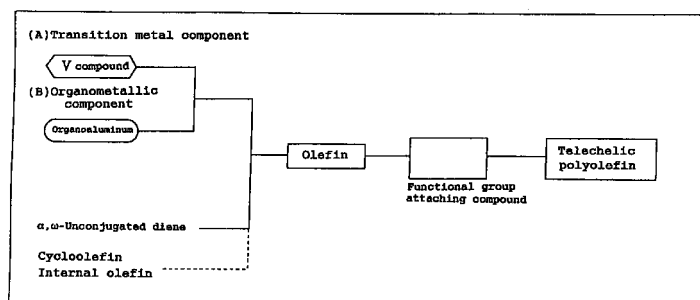 (A)Transition metal component
V compound
(B)Organometallic
component
Organoaluminum
Olefin
Telechelic
polyolefin
Functional group
attaching compound
α,ω-Unconjugated diene
Cycloolefin
Internal olefin